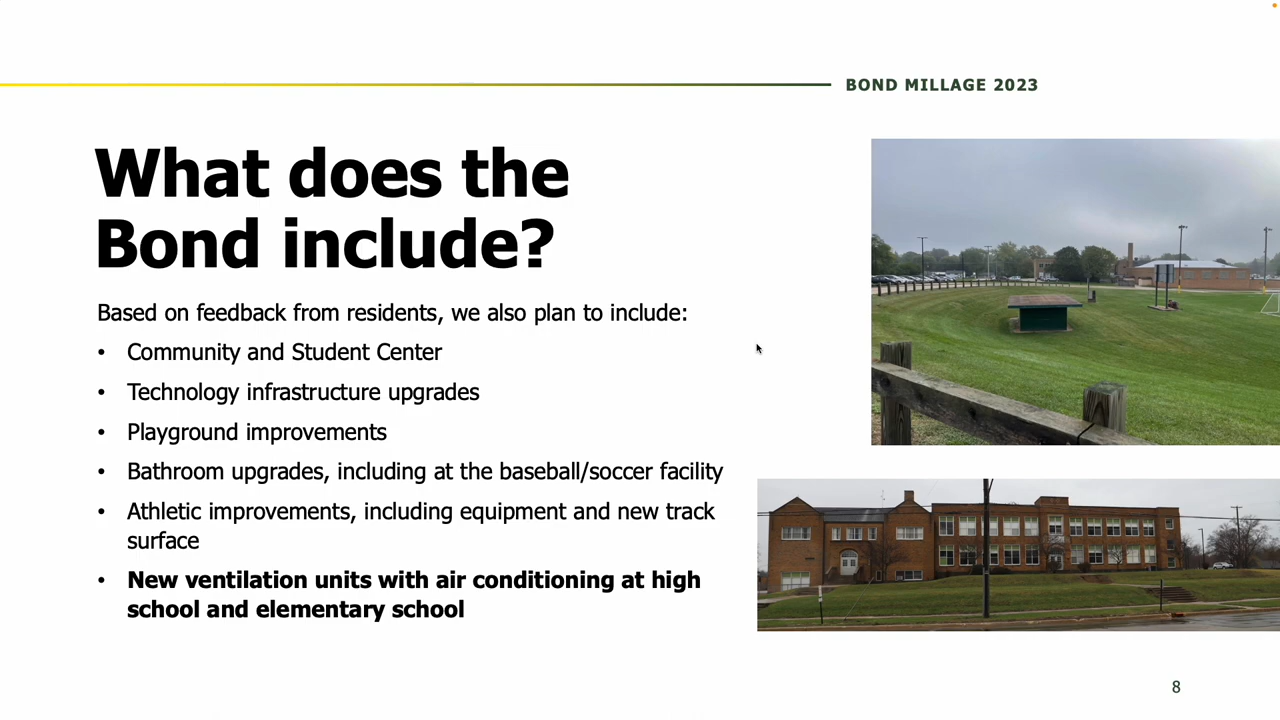 BOND MILLAGE 2023
What does the
Bond include?
Based on feedback from residents, we also plan to include:
• Community and Student Center
• Technology infrastructure upgrades
• Playground improvements
• Bathroom upgrades, including at the baseball/soccer facility
• Athletic improvements, including equipment and new track
surface
• New ventilation units with air conditioning at high
school and elementary school
8